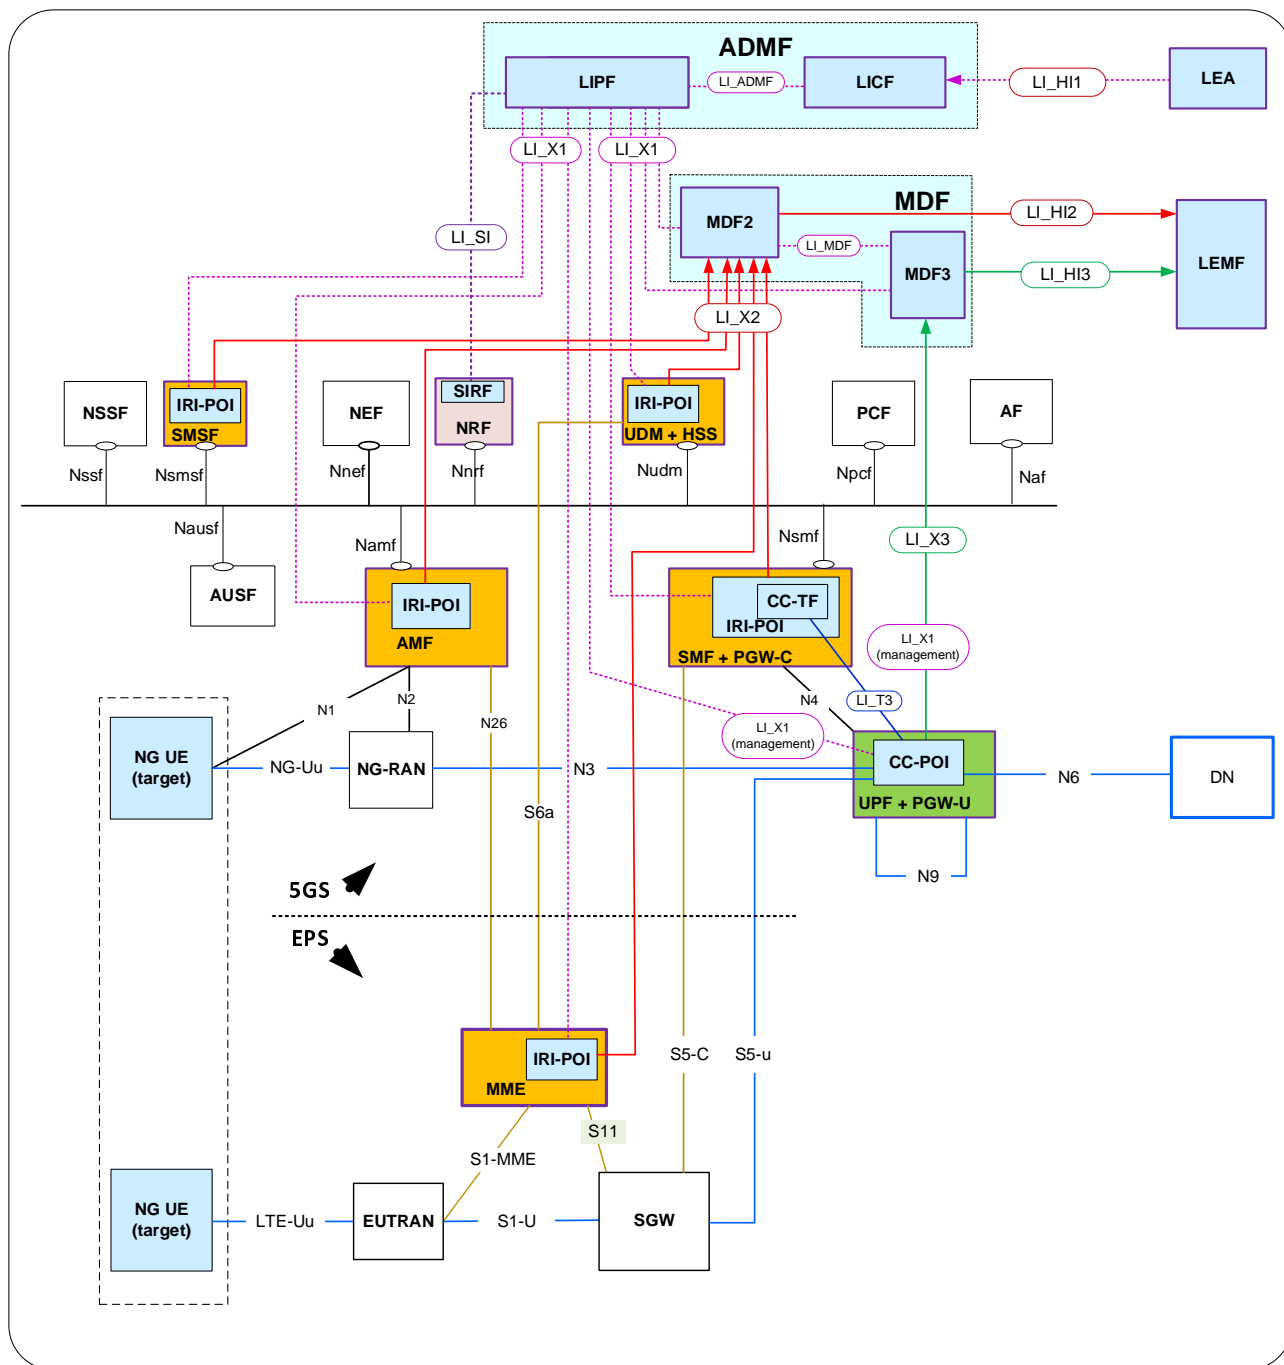 ADMF
LIPF
LI_ADMF
LICF
LI_HI1
LEA
LI_X1
LI_X1
MDF
MDF2
LI_HI2
LI_SI
LI_MDF
MDF3
LI_HI3
LEMF
LI_X2
NSSF
IRI-POI
SMSF
NEF
SIRF
NRF
IRI-POI
UDM + HSS
PCF
AF
Nssf
Nsmsf
Nnef
Nnrf
Nudm
Npcf
Naf
Nausf
Namf
Nsmf
LI_X3
AUSF
IRI-POI
AMF
CC-TF
IRI-POI
SMF + PGW-C
LI_X1
(management)
N1
N2
N26
N4
LI_T3
LI_X1
(management)
NG UE
(target)
NG-Uu
NG-RAN
N3
CC-POI
UPF + PGW-U
N6
DN
S6a
N9
5GS
EPS
IRI-POI
MME
S5-C
S5-u
S11
S1-MME
NG UE
(target)
LTE-Uu
EUTRAN
S1-U
SGW